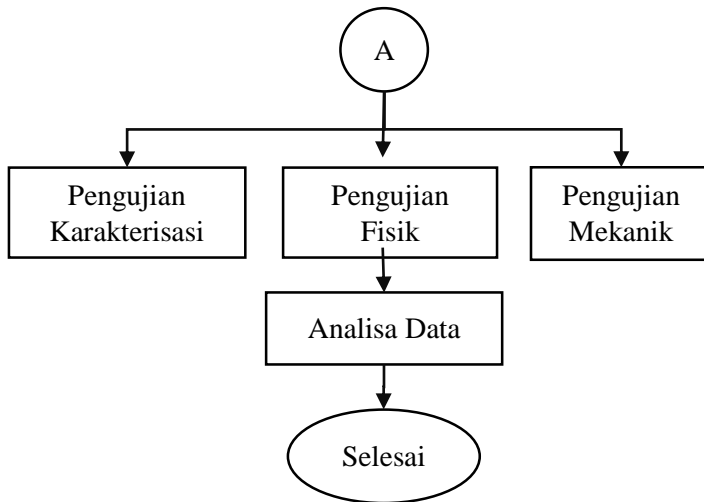 A
Pengujian
Karakterisasi
Pengujian
Fisik
Pengujian
Mekanik
Analisa Data
Selesai